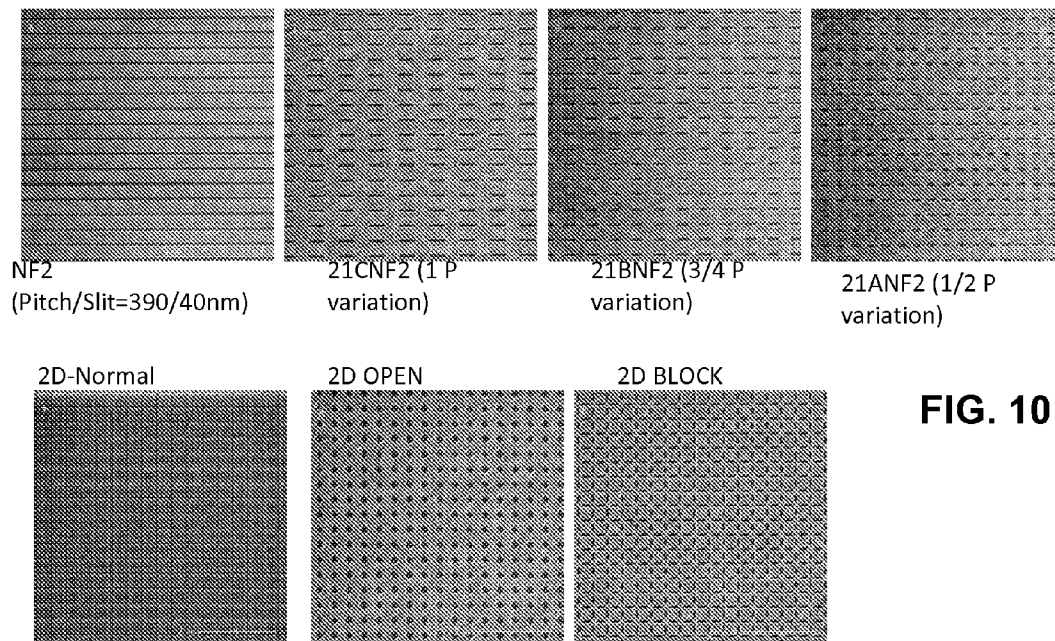 NF2
(Pitch/Slit=390/40nm)
21CNF2 (1 P
variation)
21BNF2 (3/4 P
variation)
21ANF2 (1/2 P
variation)
2D-Normal
2D OPEN
2D BLOCK
FIG. 10